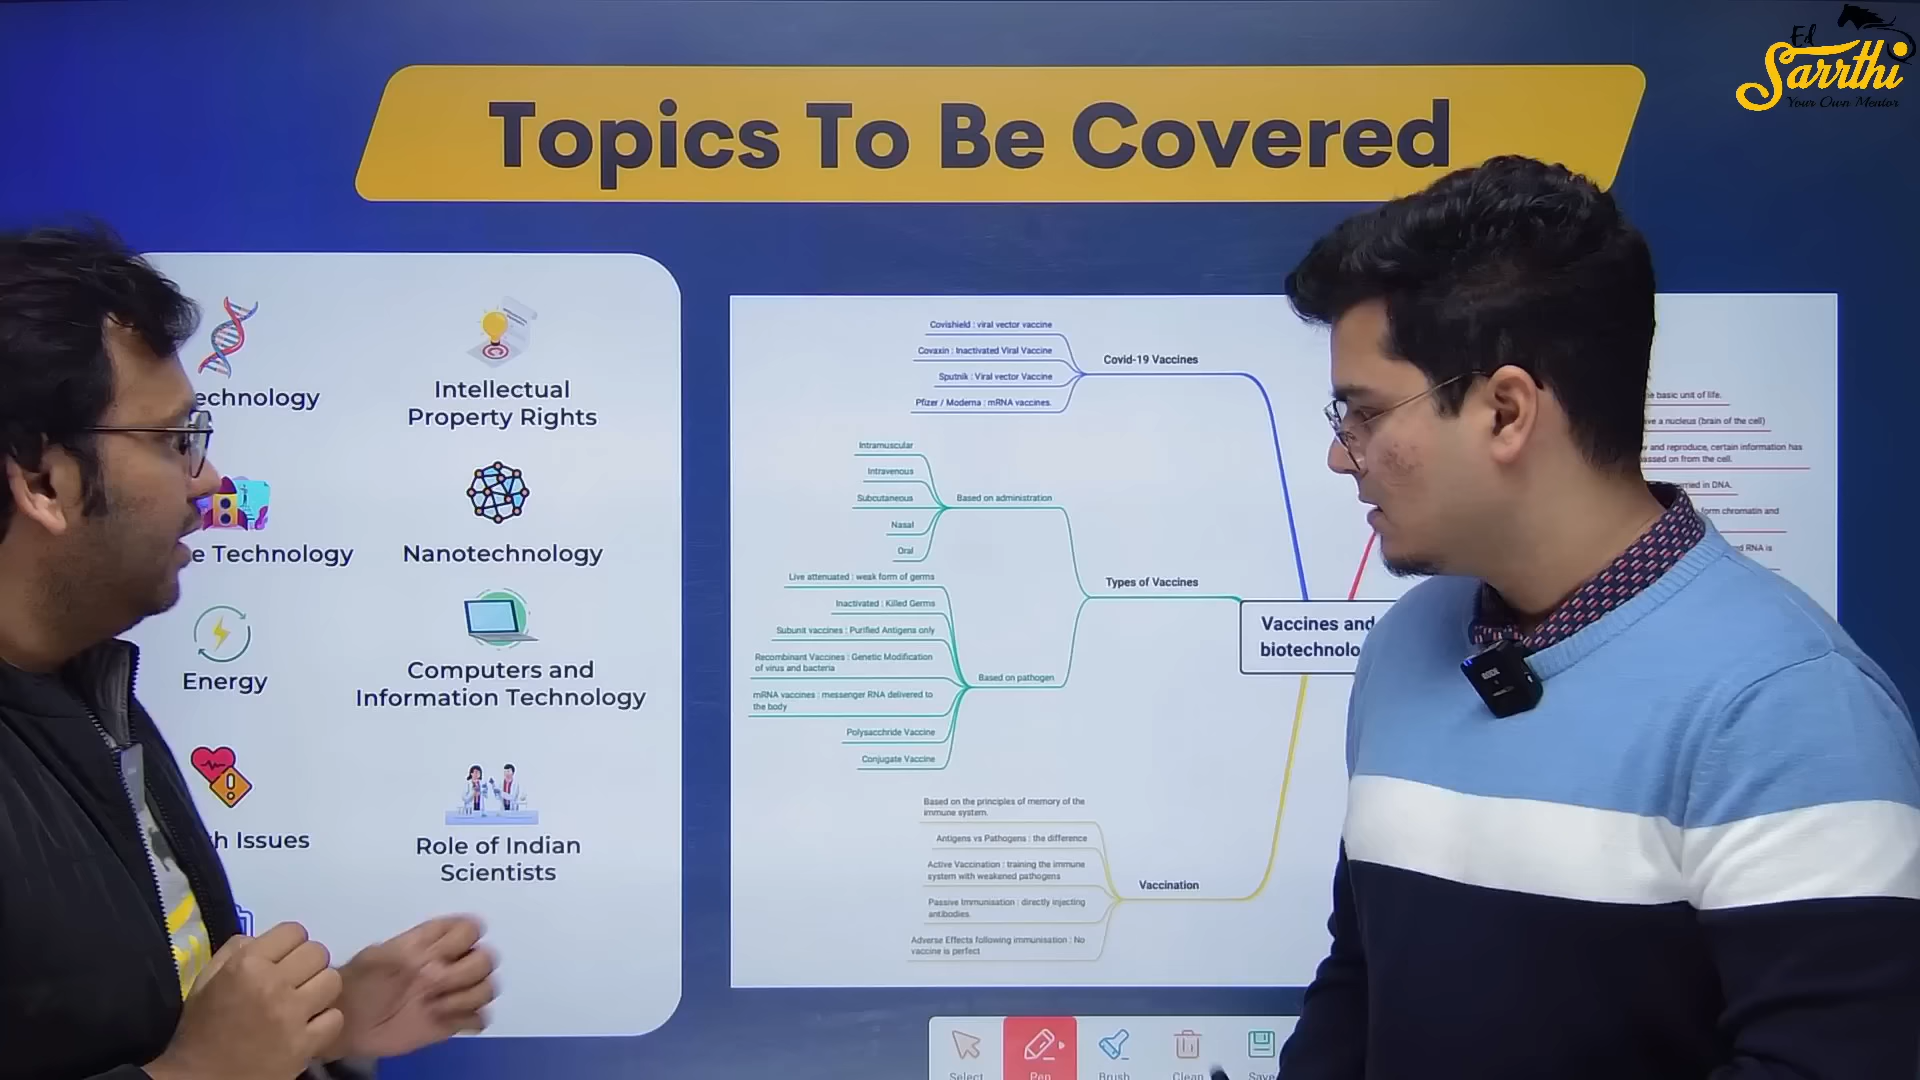 Ed
Sarrthi
Your Own Mentor
Topics To Be Covered
echnology
Intellectual
Property Rights
e Technology
Nanotechnology
Energy
Computers and
Information Technology
h Issues
Role of Indian
Scientists
Covishield : viral vector vaccine
Covaxin : Inactivated Viral Vaccine
Sputnik : Viral vector Vaccine
Pfizer / Moderna : mRNA vaccines.
Covid-19 Vaccines
Intramuscular
Intravenous
Subcutaneous
Nasal
Oral
Based on administration
Live attenuated : weak form of germs
Inactivated : Killed Germs
Subunit vaccines : Purified Antigens only
Recombinant Vaccines : Genetic Modification
of virus and bacteria
mRNA vaccines : messenger RNA delivered to
the body
Polysacchride Vaccine
Conjugate Vaccine
Based on pathogen
Types of Vaccines
Vaccines and
biotechnolo
Based on the principles of memory of the
immune system.
Antigens vs Pathogens : the difference
Active Vaccination : training the immune
system with weakened pathogens
Passive Immunisation : directly injecting
antibodies.
Adverse Effects following immunisation : No
vaccine is perfect
Vaccination
basic unit of life.
ve a nucleus (brain of the cell)
and reproduce, certain information has
assed on from the cell.
rried in DNA.
form chromatin and
RNA is
Select
Pen
Brush
Clean
Save